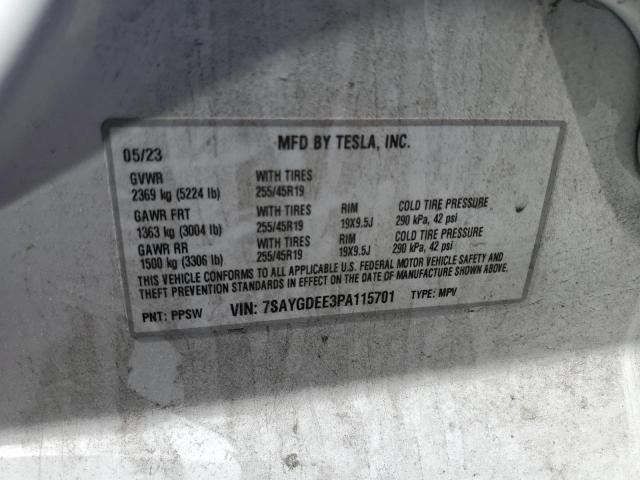 MFD BY TESLA, INC.
05/23
GVWR WITH TIRES
2369 kg (5224 lb) 255/45R19
GAWR FRT WITH TIRES RIM COLD TIRE PRESSURE
1363 kg (3004 lb) 255/45R19 19X9.5J 290 kPa, 42 psi
GAWR RR WITH TIRES RIM COLD TIRE PRESSURE
1500 kg (3306 lb) 255/45R19 19X9.5J 290 kPa, 42 psi
THIS VEHICLE CONFORMS TO ALL APPLICABLE U.S. FEDERAL MOTOR VEHICLE SAFETY AND
THEFT PREVENTION STANDARDS IN EFFECT ON THE DATE OF MANUFACTURE SHOWN ABOVE.
PNT: PPSW VIN: 7SAYGDEE3PA115701 TYPE: MPV